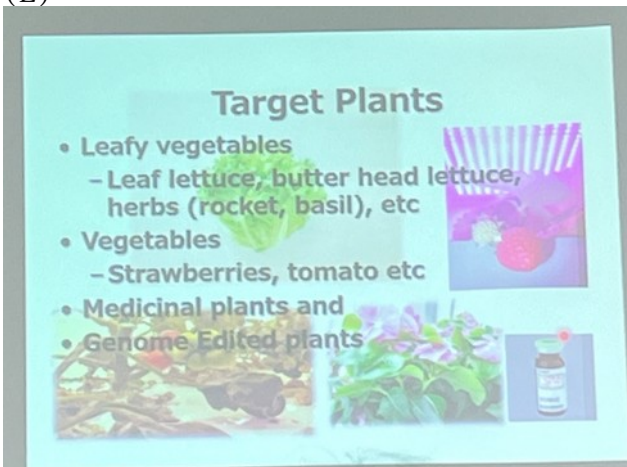 Target Plants
• Leafy vegetables
– Leaf lettuce, butter head lettuce,
herbs (rocket, basil), etc
• Vegetables
– Strawberries, tomato etc
• Medicinal plants and
• Genome Edited plants